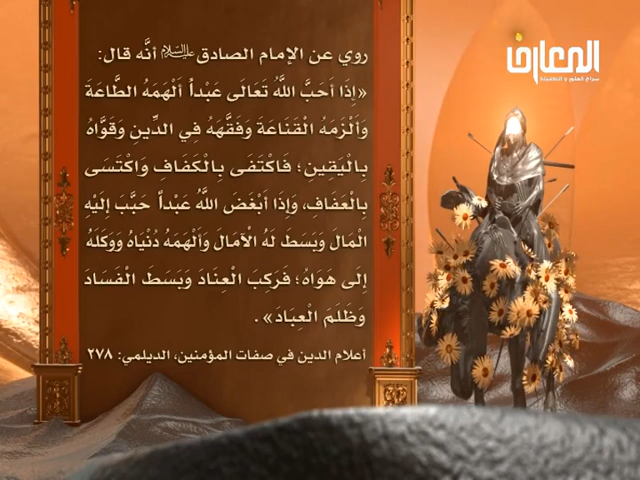 المعارف
روي عن الإمام الصادق عليه السلام أنَّه قال:
«إِذَا أَحَبَّ اللَّهُ تَعَالَى عَبْداً أَلْهَمَهُ الطَّاعَةَ
وَأَلْزَمَهُ الْقَنَاعَةَ وَفَقَّهَهُ فِي الدِّينِ وَقَوَّاهُ
بِالْيَقِينِ؛ فَاكْتَفَى بِالْكَفَافِ وَاكْتَسَى
بِالْعَفَافِ، وَإِذَا أَبْغَضَ اللَّهُ عَبْداً حَبَّبَ إِلَيْهِ
الْمَالَ وَبَسَطَ لَهُ الْآمَالَ وَأَلْهَمَهُ دُنْيَاهُ وَوَكَلَهُ
إِلَى هَوَاهُ؛ فَرَكِبَ الْعِنَادَ وَبَسَطَ الْفَسَادَ
وَظَلَمَ الْعِبَادَ».
أعلام الدين في صفات المؤمنين، الديلمي: ٢٧٨